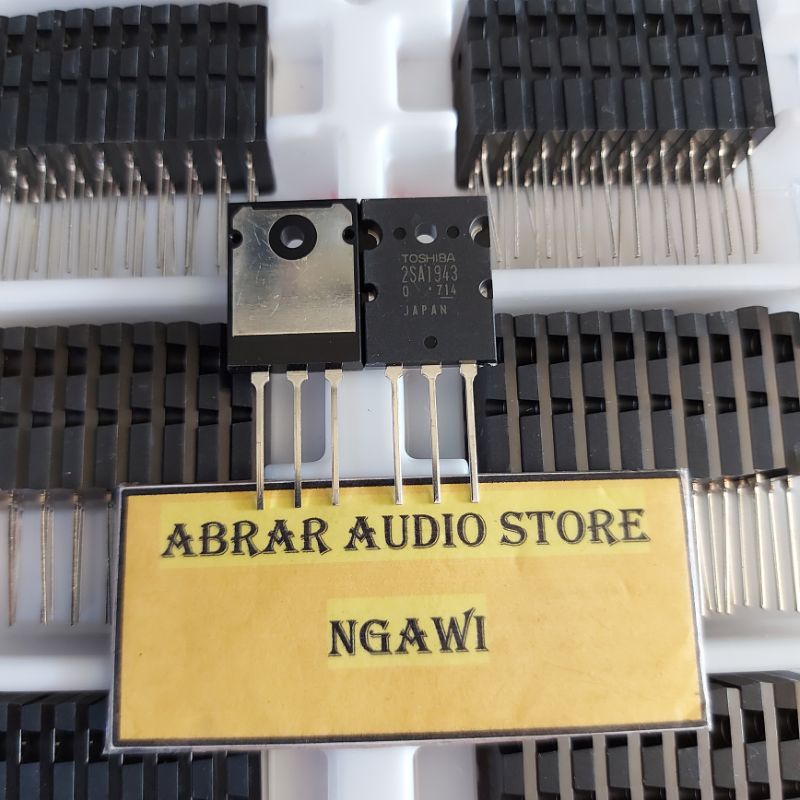 TOSHIBA
2SA1943
O · 714
JAPAN
ABRAR AUDIO STORE
NGAWI